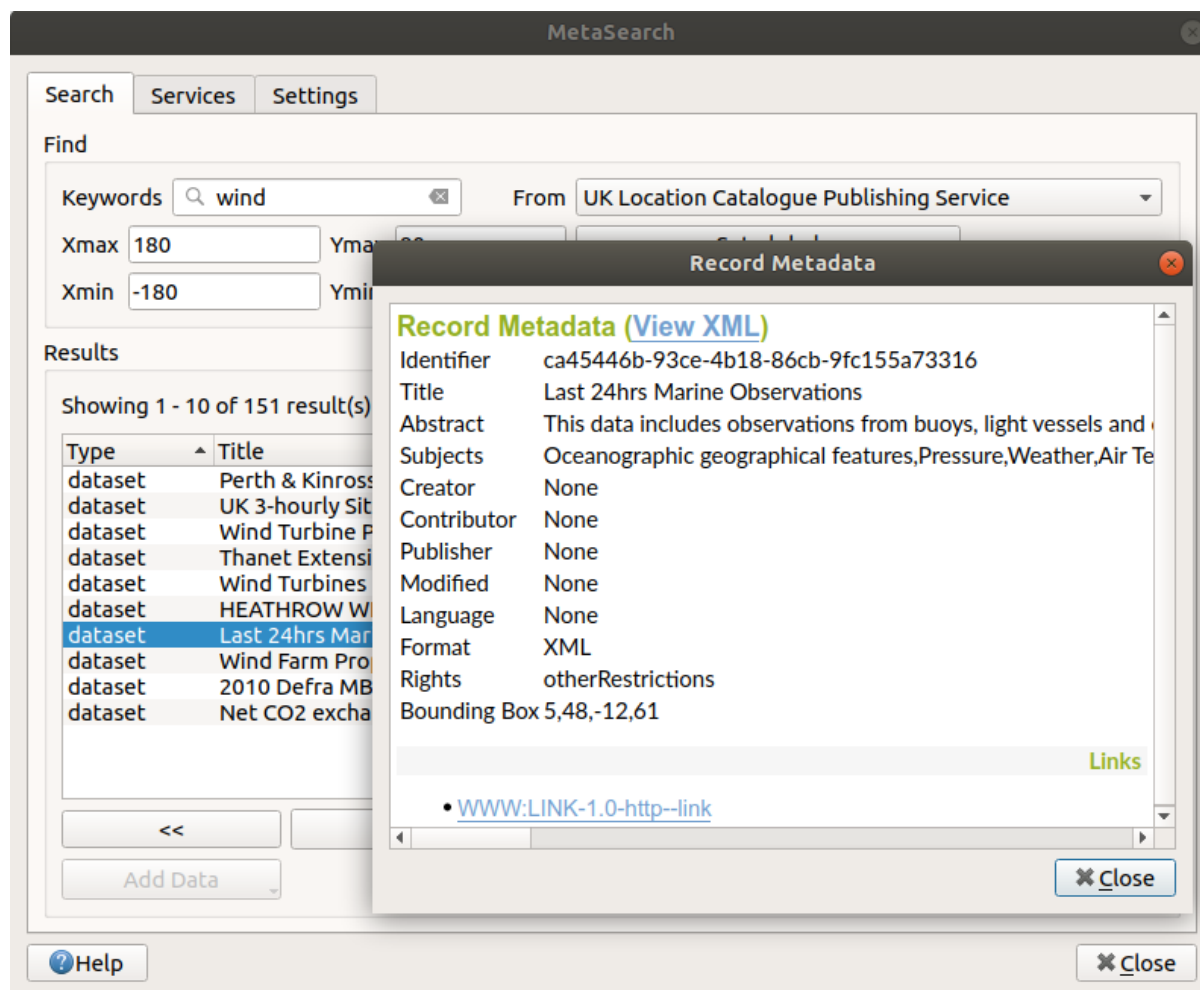 MetaSearch
Search Services Settings
Find
Keywords wind From UK Location Catalogue Publishing Service
Xmax 180
Xmin -180
Results
Showing 1 - 10 of 151 result(s)
Type Title
dataset Perth & Kinross
dataset UK 3-hourly
dataset Wind Turbine
dataset Thanet
dataset Wind Turbines
dataset HEATHROW
dataset Last 24hrs
dataset Wind Farm
dataset 2010 Defra
dataset Net CO2
<<
Add Data
Help
Close
Record Metadata
Record Metadata (View XML)
Identifier ca45446b-93ce-4b18-86cb-9fc155a73316
Title Last 24hrs Marine Observations
Abstract This data includes observations from buoys, light vessels and
Subjects Oceanographic geographical features,Pressure,Weather,Air Te
Creator None
Contributor None
Publisher None
Modified None
Language None
Format XML
Rights otherRestrictions
Bounding Box 5,48,-12,61
Links
WWW:LINK-1.0-http--link
Close